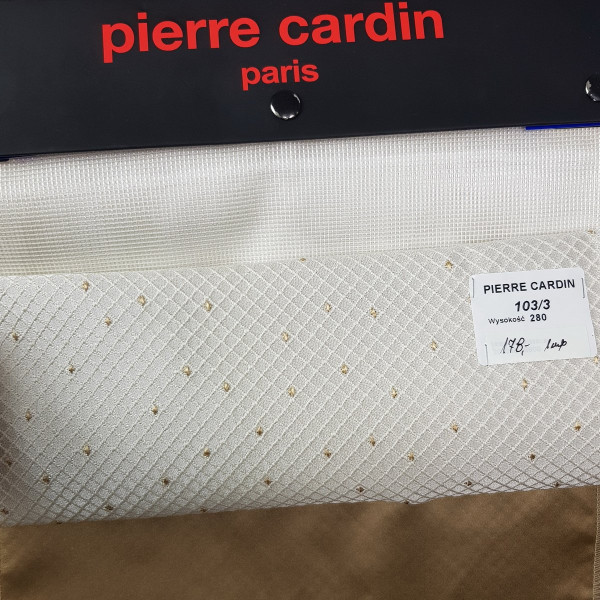 pierre cardin
paris
PIERRE CARDIN
103/3
Wysokość 280
178,-